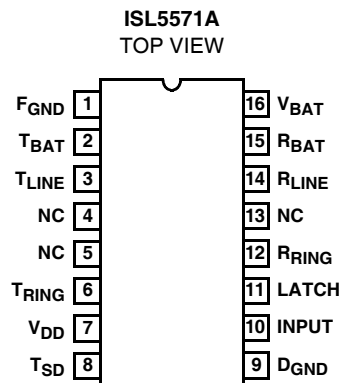 ISL5571A
TOP VIEW
FGND 1 16 VBAT
TBAT 2 15 RBAT
TLINE 3 14 RLINE
NC 4 13 NC
NC 5 12 RRING
TRING 6 11 LATCH
VDD 7 10 INPUT
TSD 8 9 DGND